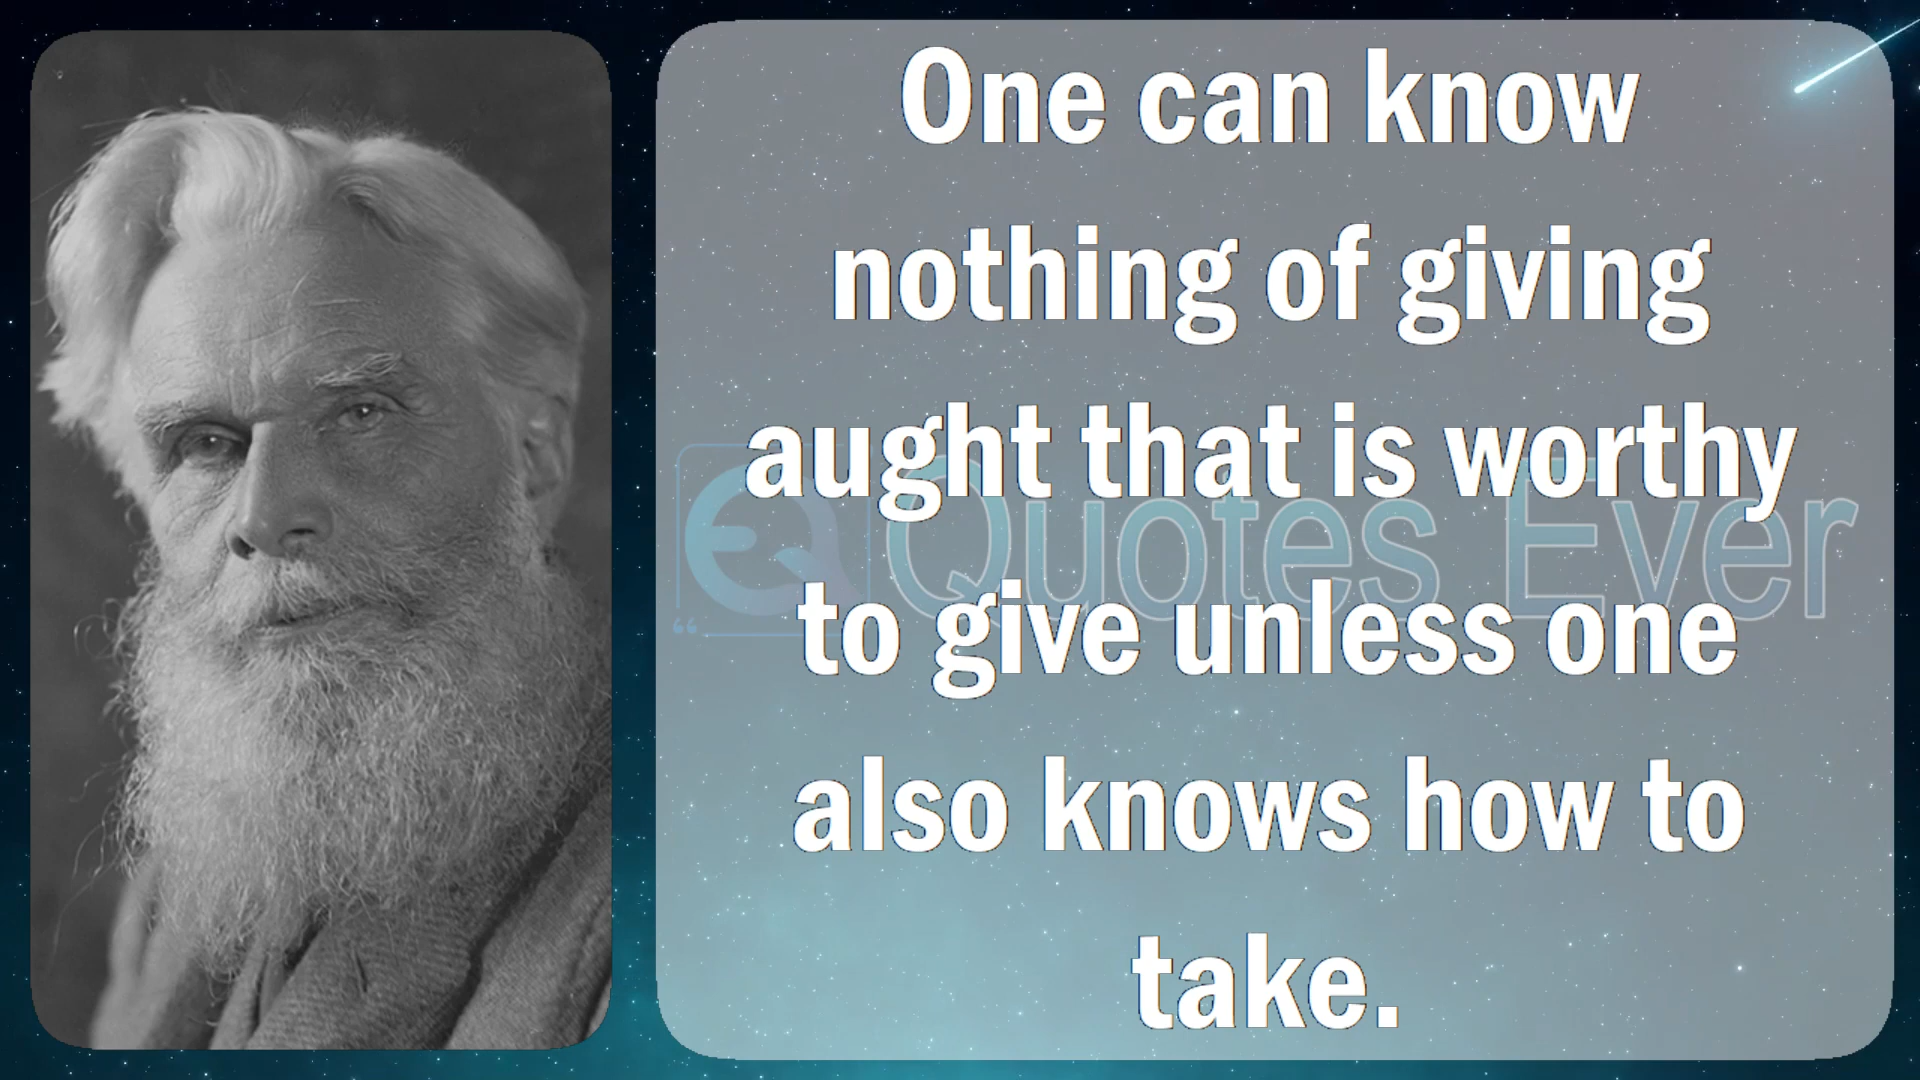 One can know
nothing of giving
aught that is worthy
to give unless one
also knows how to
take.
EQ Quotes Ever